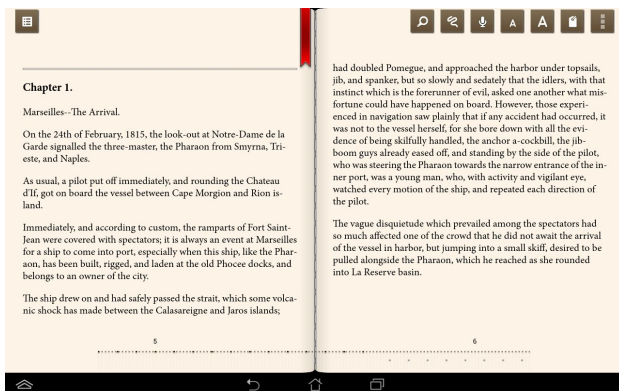 A
A
Chapter 1.
Marseilles--The Arrival.
On the 24th of February, 1815, the look-out at Notre-Dame de la
Garde signalled the three-master, the Pharaon from Smyrna, Tri-
este, and Naples.
As usual, a pilot put off immediately, and rounding the Chateau
d'If, got on board the vessel between Cape Morgion and Rion is-
land.
Immediately, and according to custom, the ramparts of Fort Saint-
Jean were covered with spectators; it is always an event at Marseilles
for a ship to come into port, especially when this ship, like the Phar-
aon, has been built, rigged, and laden at the old Phocee docks, and
belongs to an owner of the city.
The ship drew on and had safely passed the strait, which some volca-
nic shock has made between the Calasareigne and Jaros islands;
5
had doubled Pomegue, and approached the harbor under topsails,
jib, and spanker, but so slowly and sedately that the idlers, with that
instinct which is the forerunner of evil, asked one another what mis-
fortune could have happened on board. However, those experi-
enced in navigation saw plainly that if any accident had occurred, it
was not to the vessel herself, for she bore down with all the evi-
dence of being skilfully handled, the anchor a-cockbill, the jib-
boom guys already eased off, and standing by the side of the pilot,
who was steering the Pharaon towards the narrow entrance of the in-
ner port, was a young man, who, with activity and vigilant eye,
watched every motion of the ship, and repeated each direction of
the pilot.
The vague disquietude which prevailed among the spectators had
so much affected one of the crowd that he did not await the arrival
of the vessel in harbor, but jumping into a small skiff, desired to be
pulled alongside the Pharaon, which he reached as she rounded
into La Reserve basin.
6